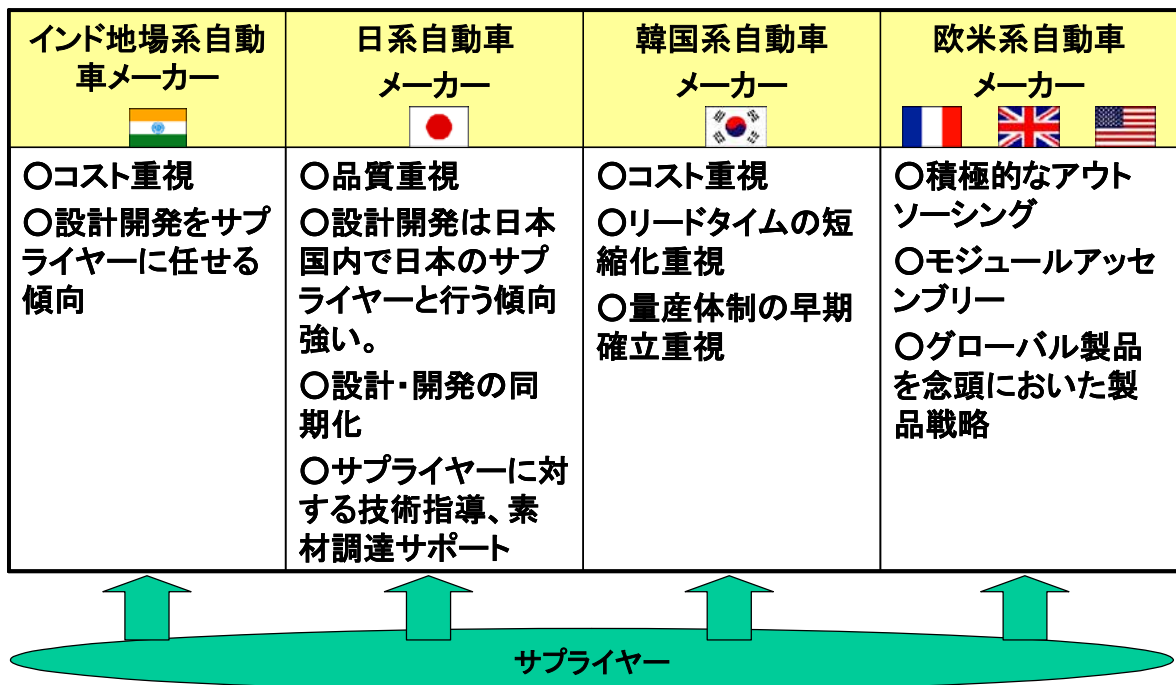 インド地場系自動
車メーカー
日系自動車
メーカー
韓国系自動車
メーカー
欧米系自動車
メーカー
○コスト重視
○設計開発をサプ
ライヤーに任せる
傾向
○品質重視
○設計開発は日本
国内で日本のサプ
ライヤーと行う傾向
強い。
○設計・開発の同
期化
○サプライヤーに対
する技術指導、素
材調達サポート
○コスト重視
○リードタイムの短
縮化重視
○量産体制の早期
確立重視
○積極的なアウト
ソーシング
○モジュールアッセ
ンブリー
○グローバル製品
を念頭においた製
品戦略
サプライヤー